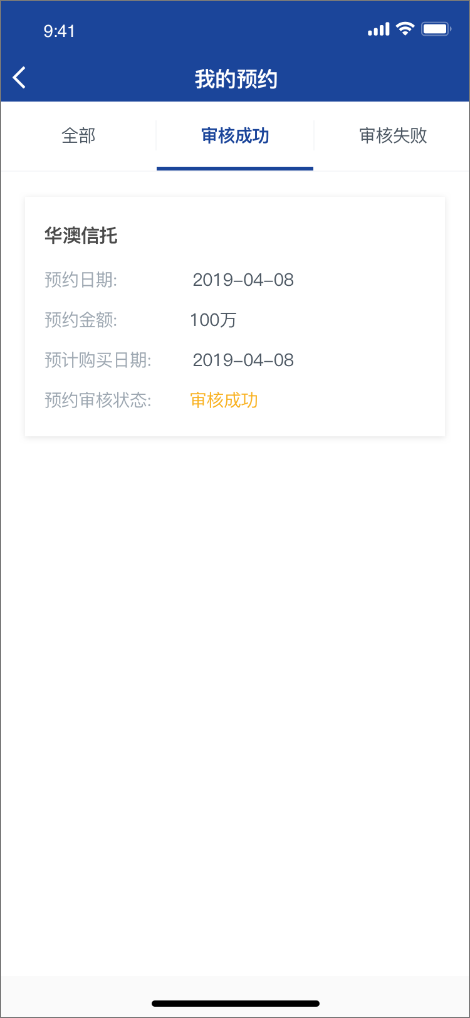 9:41
我的预约
全部 审核成功 审核失败
华澳信托
预约日期: 2019-04-08
预约金额: 100万
预计购买日期: 2019-04-08
预约审核状态: 审核成功